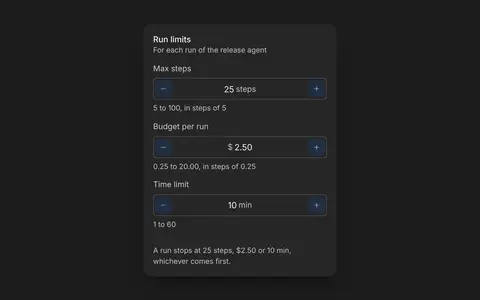 Run limits
For each run of the release agent
Max steps
− 25 steps +
5 to 100, in steps of 5
Budget per run
− $ 2.50 +
0.25 to 20.00, in steps of 0.25
Time limit
− 10 min +
1 to 60
A run stops at 25 steps, $2.50 or 10 min,
whichever comes first.